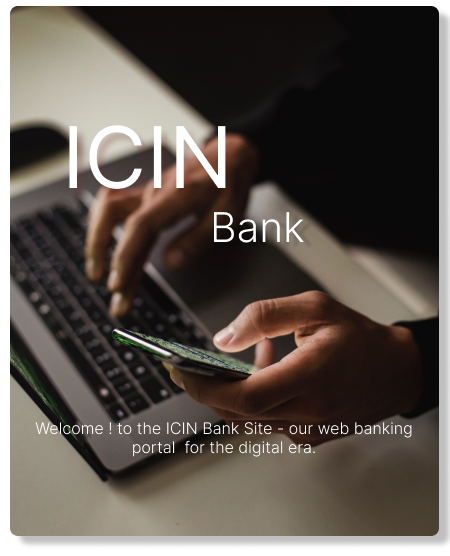 ICIN
Bank
Welcome ! to the ICIN Bank Site - our web banking
portal  for the digital era.